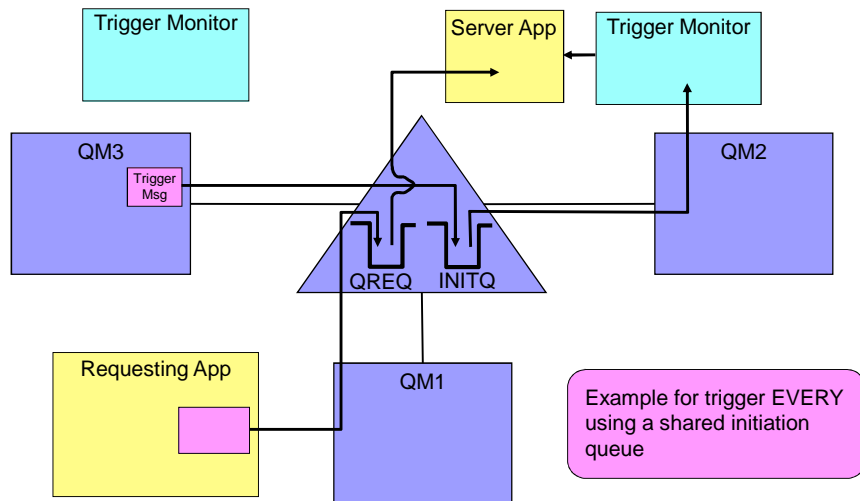 Trigger Monitor
Server App
Trigger Monitor
QM3
Trigger
Msg
QM2
QREQ
INITQ
Requesting App
QM1
Example for trigger EVERY
using a shared initiation
queue